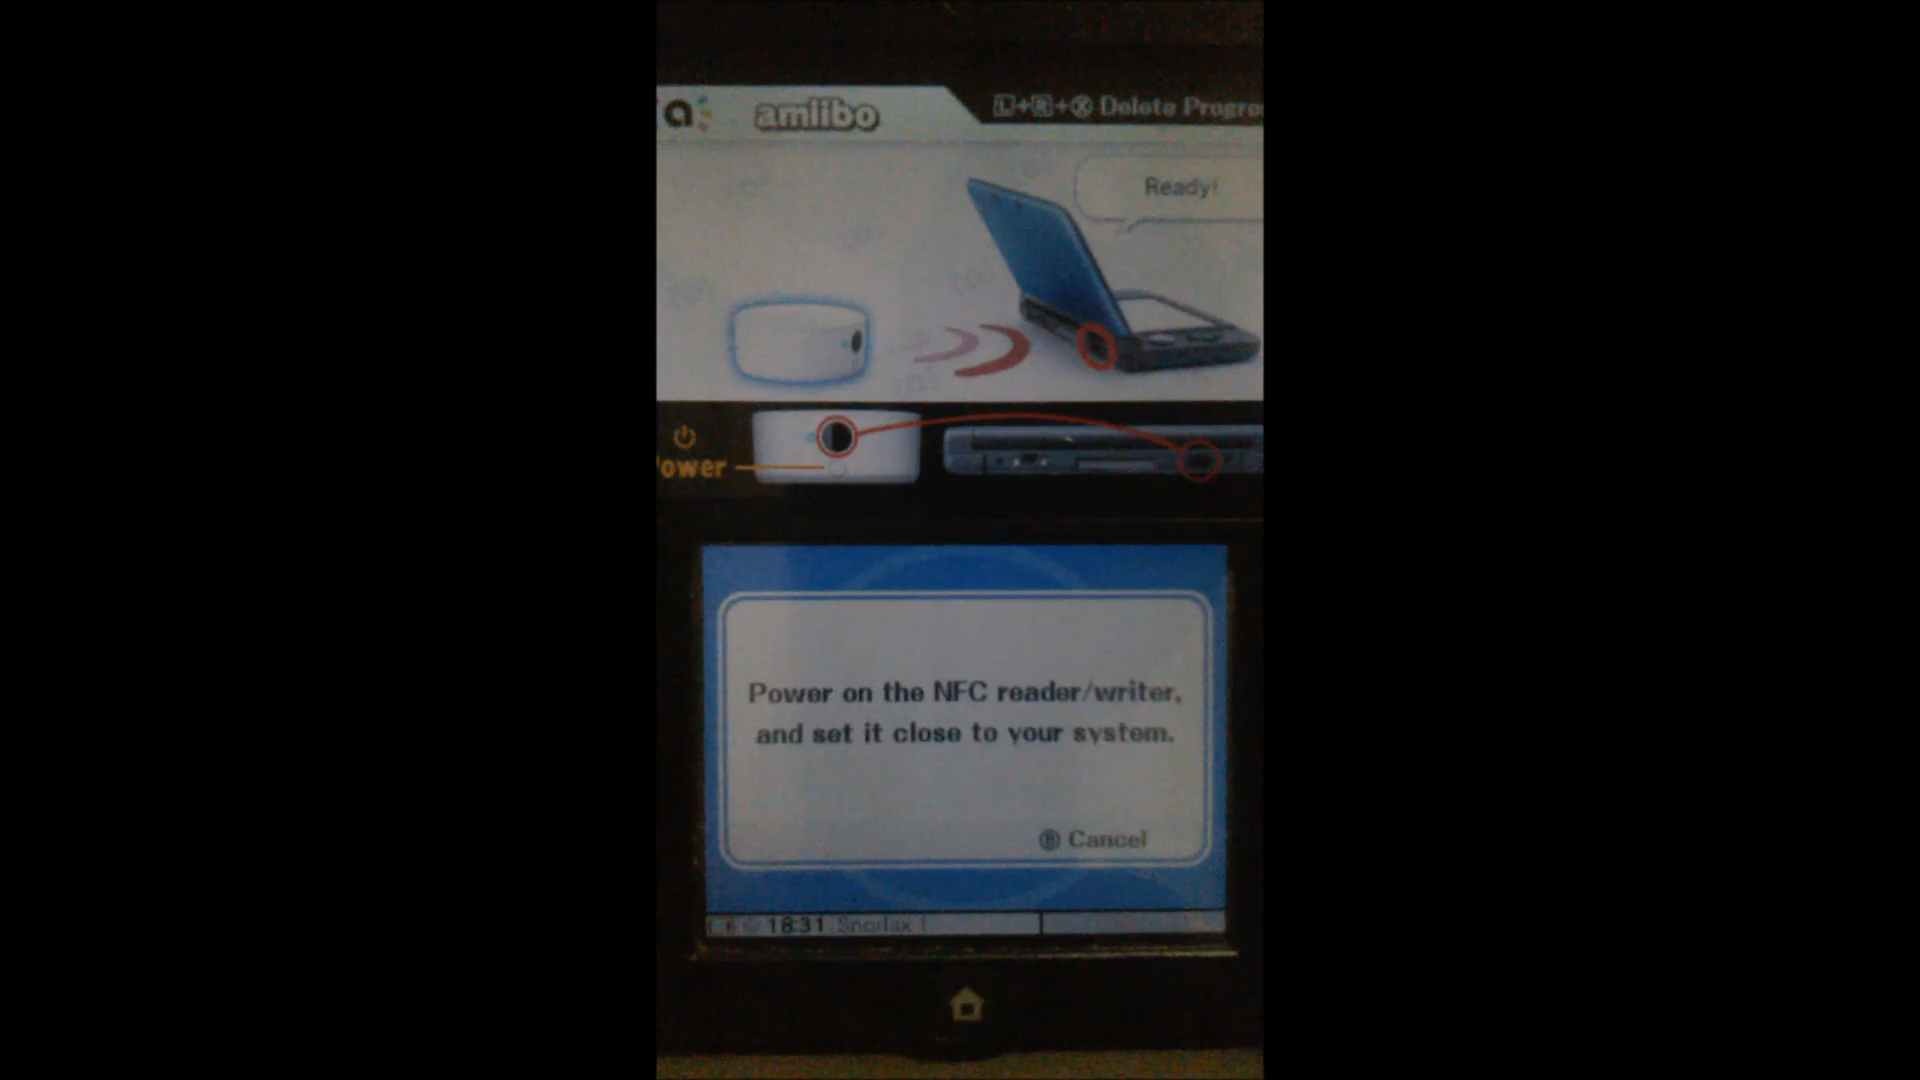 amiibo
L+R+X Delete Progre
Ready!
ower
Power on the NFC reader/writer,
and set it close to your system.
B Cancel
18:31 Snorlax